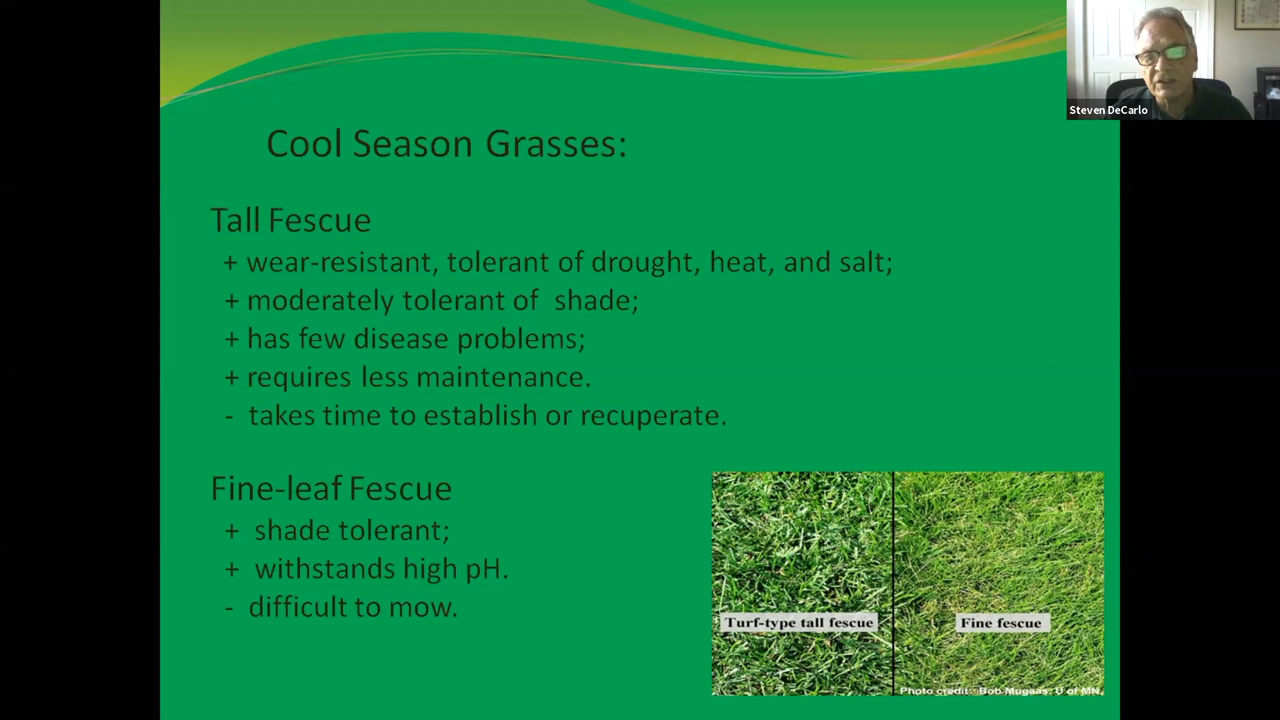 Steven DeCarlo
Cool Season Grasses:
Tall Fescue
+ wear-resistant, tolerant of drought, heat, and salt;
+ moderately tolerant of shade;
+ has few disease problems;
+ requires less maintenance.
- takes time to establish or recuperate.
Fine-leaf Fescue
+ shade tolerant;
+ withstands high pH.
- difficult to mow.
Turf-type tall fescue
Fine fescue
Photo credit: Bob Mugaas, U of MN